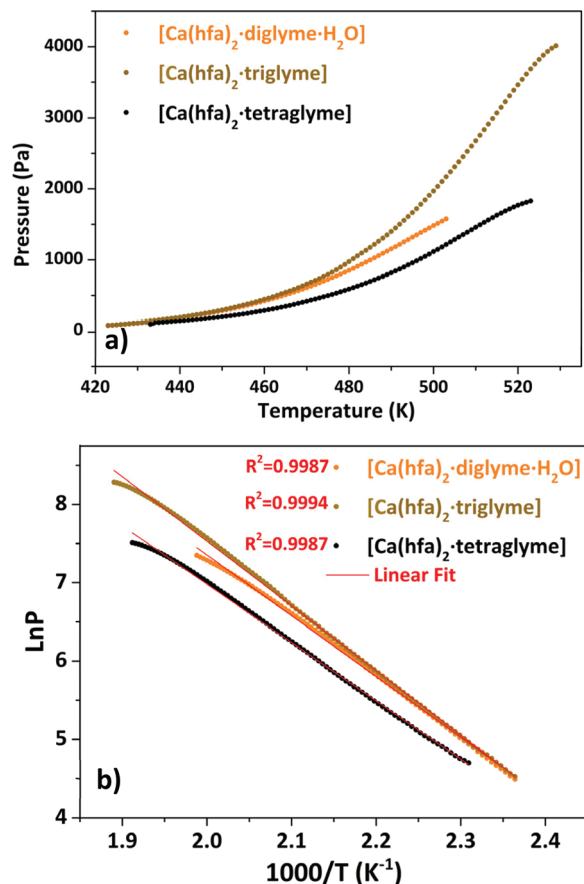 [Ca(hfa)₂·diglyme·H₂O]
[Ca(hfa)₂·triglyme]
[Ca(hfa)₂·tetraglyme]
4000
3000
2000
1000
0
Pressure (Pa)
a)
420 440 460 480 500 520
Temperature (K)
R²=0.9987 [Ca(hfa)₂·diglyme·H₂O]
R²=0.9994 [Ca(hfa)₂·triglyme]
R²=0.9987 [Ca(hfa)₂·tetraglyme]
Linear Fit
8
7
6
5
4
LnP
b)
1.9 2.0 2.1 2.2 2.3 2.4
1000/T (K⁻¹)